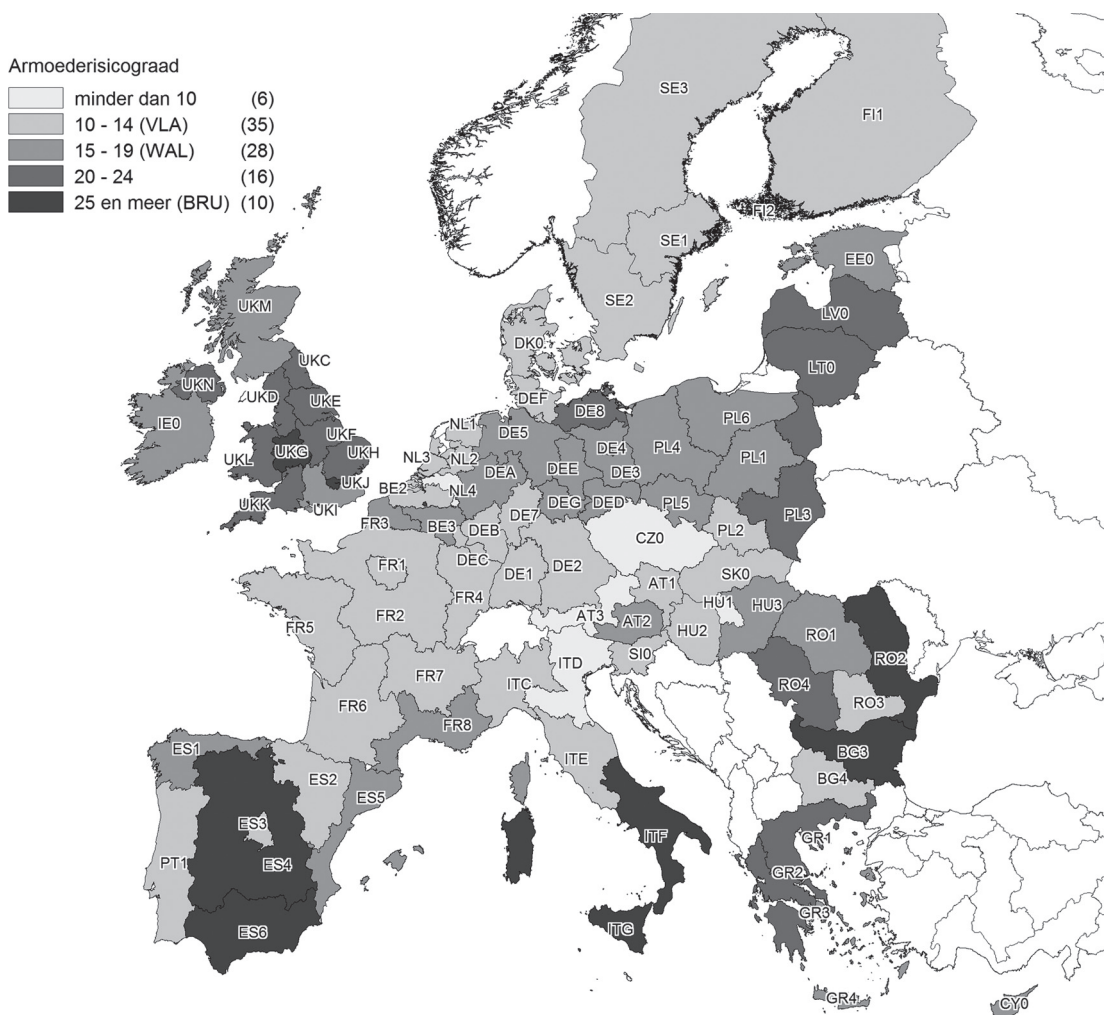 Armoederisicograad
minder dan 10 (6)
10 - 14 (VLA) (35)
15 - 19 (WAL) (28)
20 - 24 (16)
25 en meer (BRU) (10)
SE3
FI1
FI2
SE1
EE0
SE2
UKM
LV0
DK0
UKC
LT0
UKN
UKD
DEF
UKE
DE8
NL1
PL6
IE0
UKF
DE5
DE4
PL4
UKG
UKH
NL3
NL2
PL1
UKL
DEA
DEE
DE3
UKJ
BE2
NL4
UKK
DEG
DED
PL5
UKI
PL3
FR3
BE3
DEB
DE7
PL2
CZ0
DEC
FR1
DE1
DE2
SK0
AT1
FR4
HU1
HU3
FR2
AT3
AT2
FR5
HU2
RO1
SI0
RO2
ITD
FR7
ITC
RO4
RO3
FR6
FR8
BG3
ES1
ITE
BG4
ES2
ES5
ES3
GR1
ITF
PT1
ES4
GR2
GR3
ES6
ITG
GR4
CY0